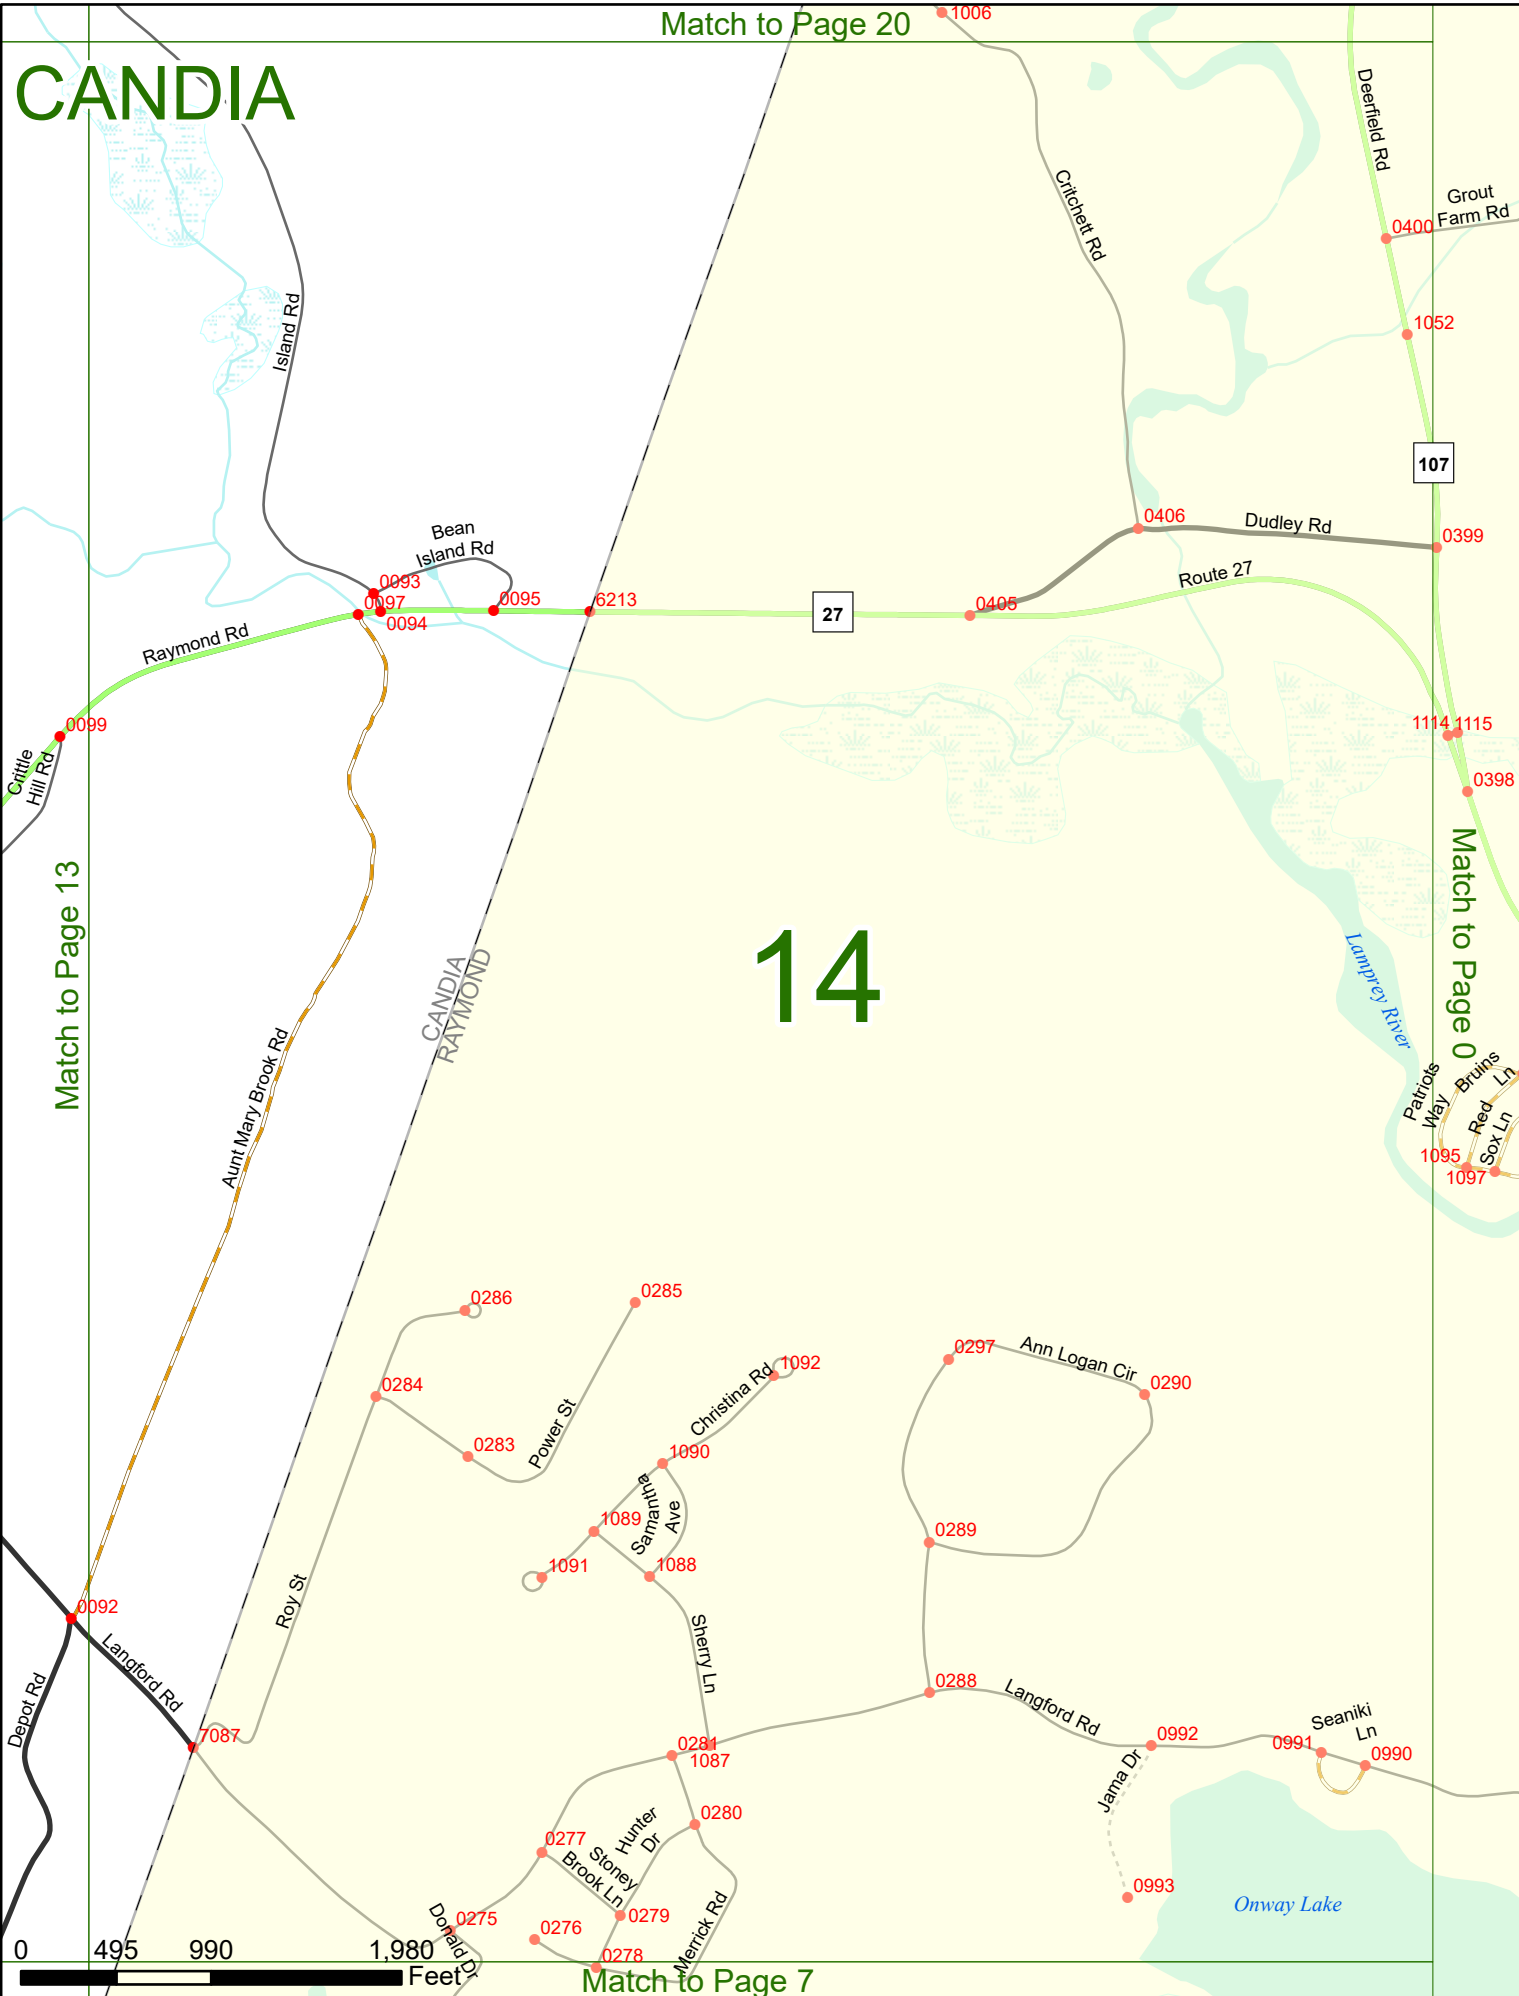 Match to Page 20
1006
CANDIA
Deerfield Rd
Grout
Farm Rd
0400
Critchett Rd
Island Rd
1052
107
0406
Dudley Rd
0399
Bean
Island Rd
0093
0097
0094
0095
6213
27
0405
Route 27
Raymond Rd
0099
Crittle
Hill Rd
1114
1115
0398
Match to Page 13
Match to Page 0
14
CANDIA
RAYMOND
Lamprey River
Aunt Mary Brook Rd
Patriots
Way
Bruins
Ln
Red
Sox Ln
1095
1097
0286
0285
0297
Ann Logan Cir
0290
1092
Christina Rd
0284
0283
Power St
1090
Samantha
Ave
1089
0289
1091
1088
Roy St
0092
Langford Rd
Sherry Ln
Depot Rd
0288
Langford Rd
7087
0281
1087
0992
0991
Seaniki
Ln
0990
Jama Dr
0280
Hunter
Dr
0277
Stoney
Brook Ln
0993
Onway Lake
0275
0276
0279
Merrick Rd
Donald Dr
0278
0 495 990 1,980
Feet
Match to Page 7